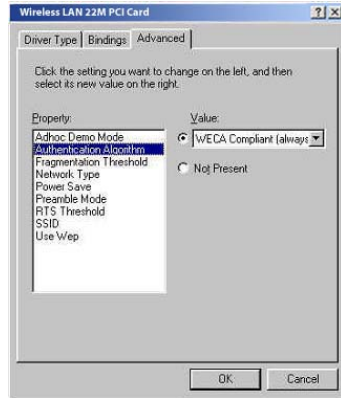 Wireless LAN 22M PCI Card
Driver Type Bindings Advanced
Click the setting you want to change on the left, and then
select its new value on the right.
Property:
Adhoc Demo Mode
Authentication Algorithm
Fragmentation Threshold
Network Type
Power Save
Preamble Mode
RTS Threshold
SSID
Use Wep
Value:
WECA Compliant (always
Not Present
OK Cancel